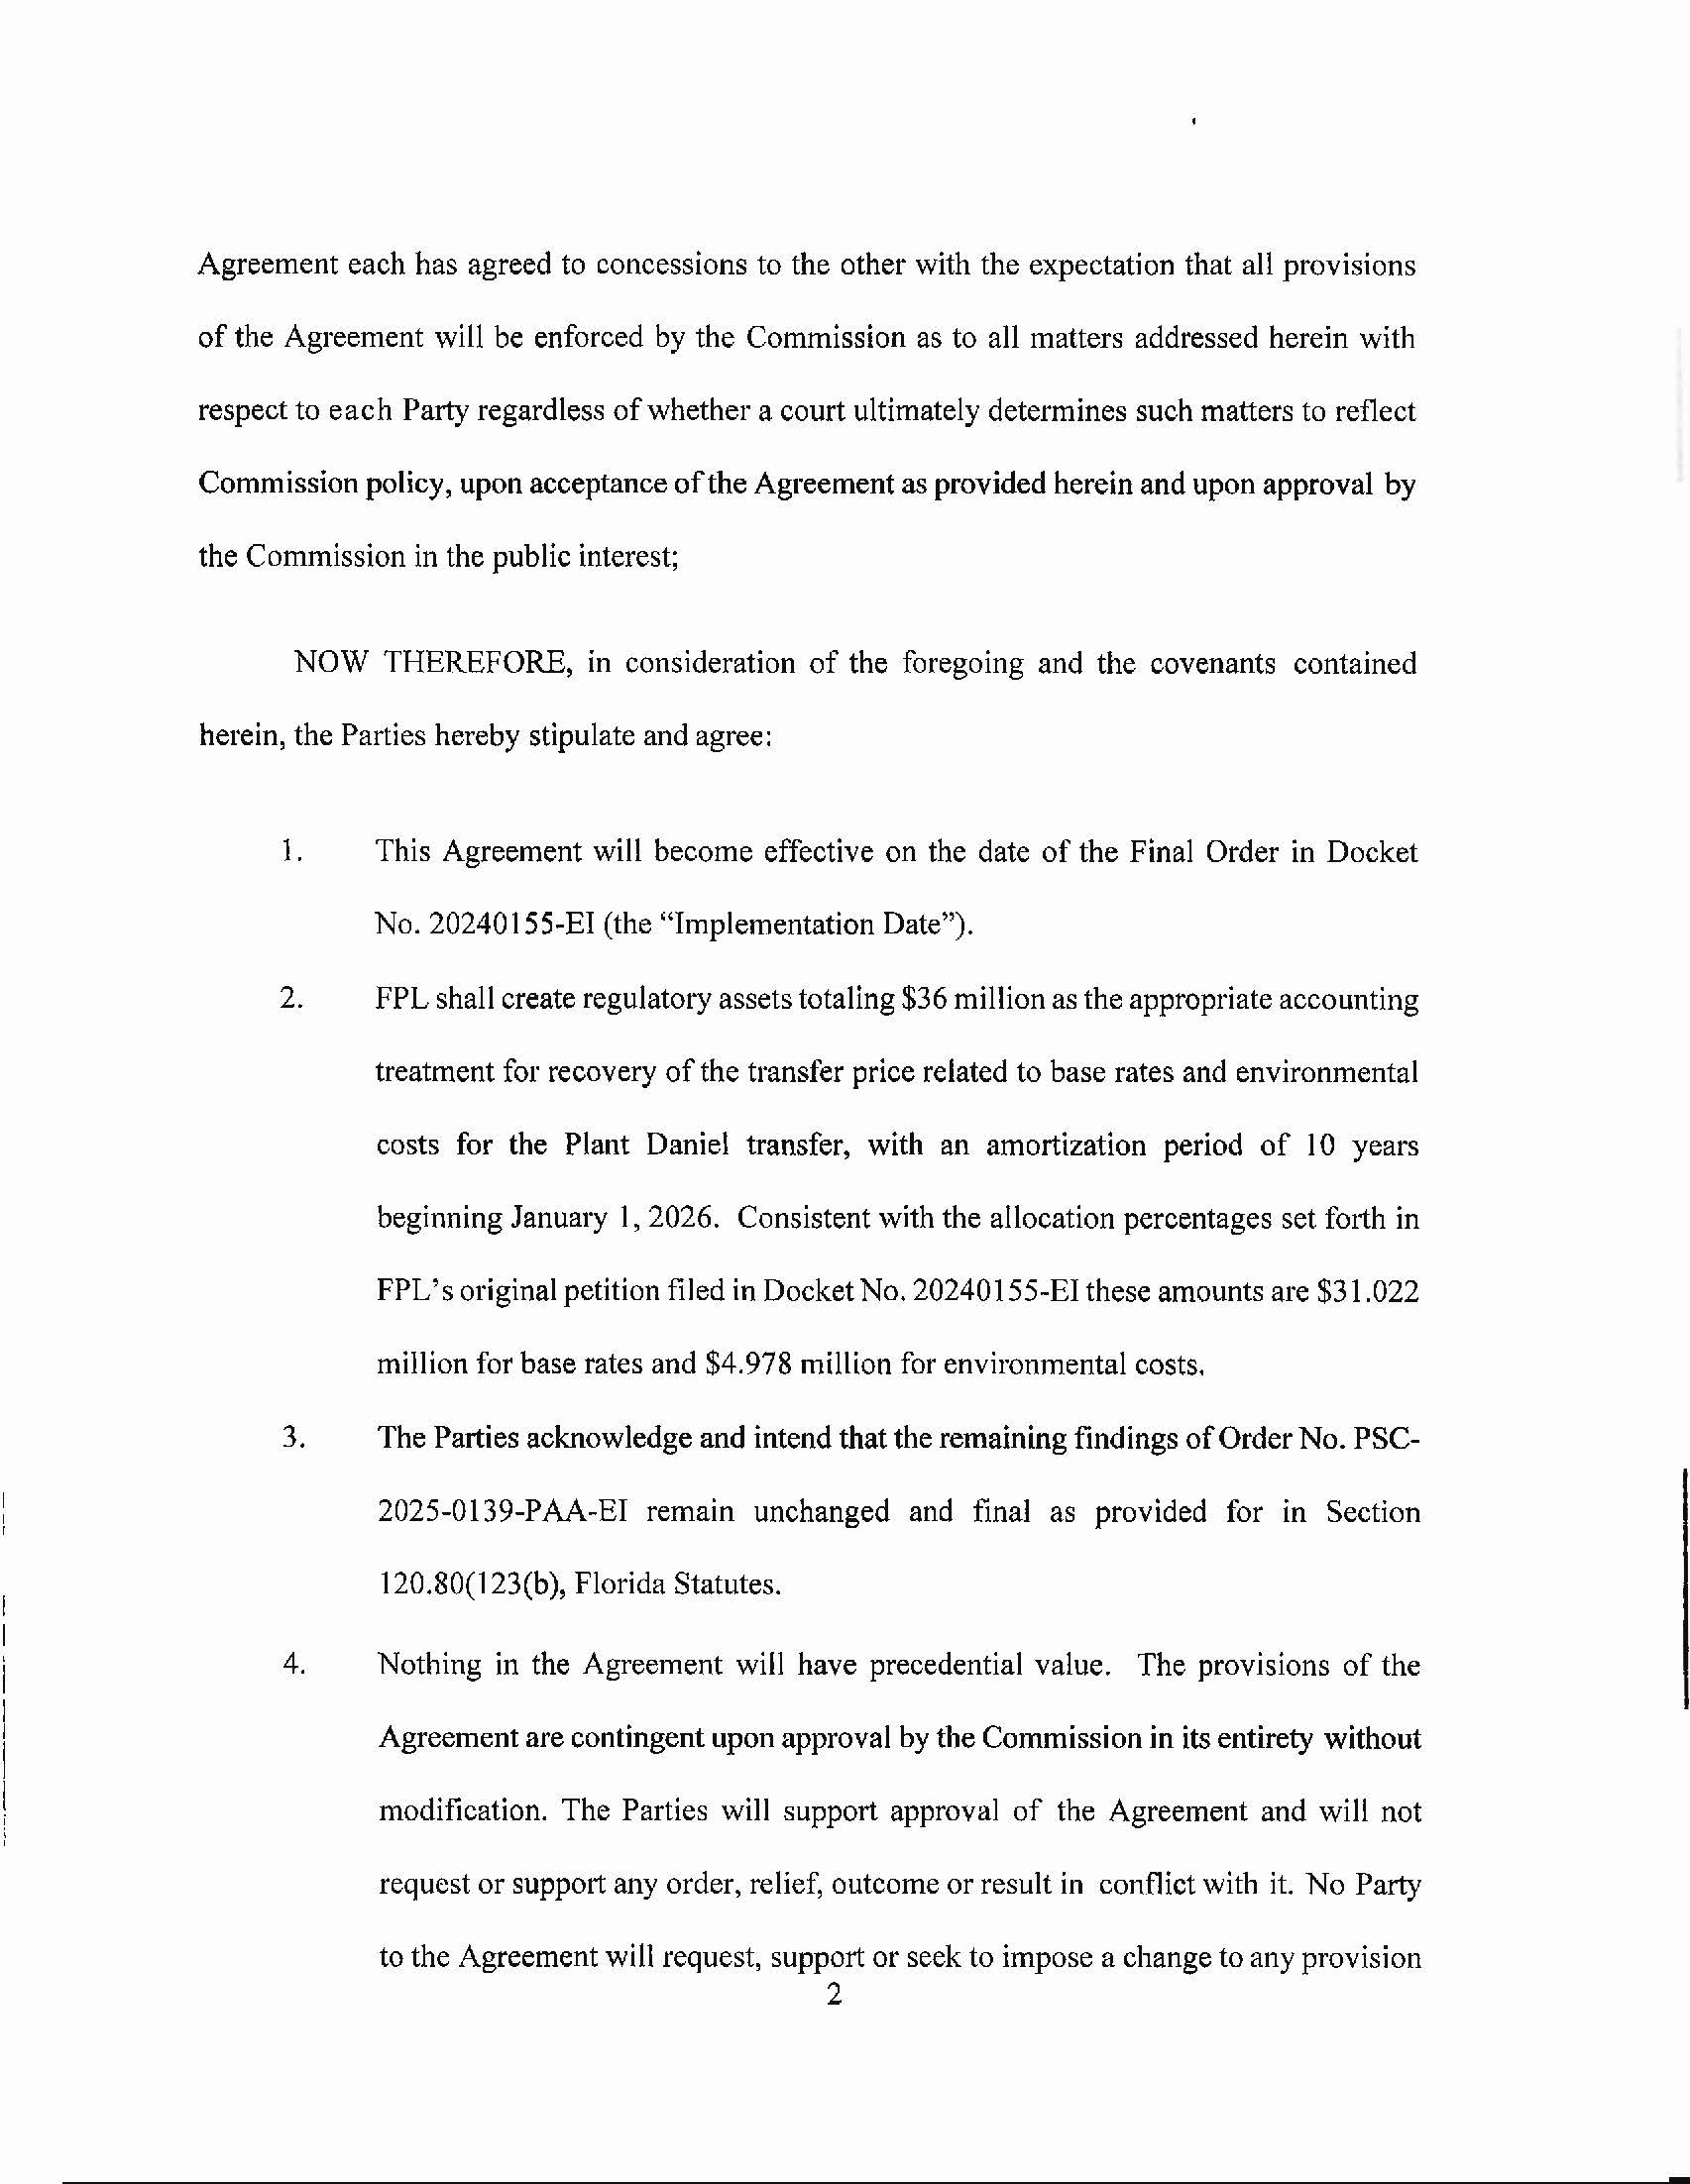 Agreement each has agreed to concessions to the other with the expectation that all provisions
of the Agreement will be enforced by the Commission as to all matters addressed herein with
respect to each Party regardless of whether a court ultimately determines such matters to reflect
Commission policy, upon acceptance of the Agreement as provided herein and upon approval by
the Commission in the public interest;
NOW THEREFORE, in consideration of the foregoing and the covenants contained
herein, the Parties hereby stipulate and agree:
1. This Agreement will become effective on the date of the Final Order in Docket
No. 20240155-EI (the “Implementation Date”).
2. FPL shall create regulatory assets totaling $36 million as the appropriate accounting
treatment for recovery of the transfer price related to base rates and environmental
costs for the Plant Daniel transfer, with an amortization period of 10 years
beginning January 1, 2026. Consistent with the allocation percentages set forth in
FPL’s original petition filed in Docket No. 20240155-EI these amounts are $31.022
million for base rates and $4.978 million for environmental costs.
3. The Parties acknowledge and intend that the remaining findings of Order No. PSC-
2025-0139-PAA-EI remain unchanged and final as provided for in Section
120.80(123(b), Florida Statutes.
4. Nothing in the Agreement will have precedential value. The provisions of the
Agreement are contingent upon approval by the Commission in its entirety without
modification. The Parties will support approval of the Agreement and will not
request or support any order, relief, outcome or result in conflict with it. No Party
to the Agreement will request, support or seek to impose a change to any provision
2